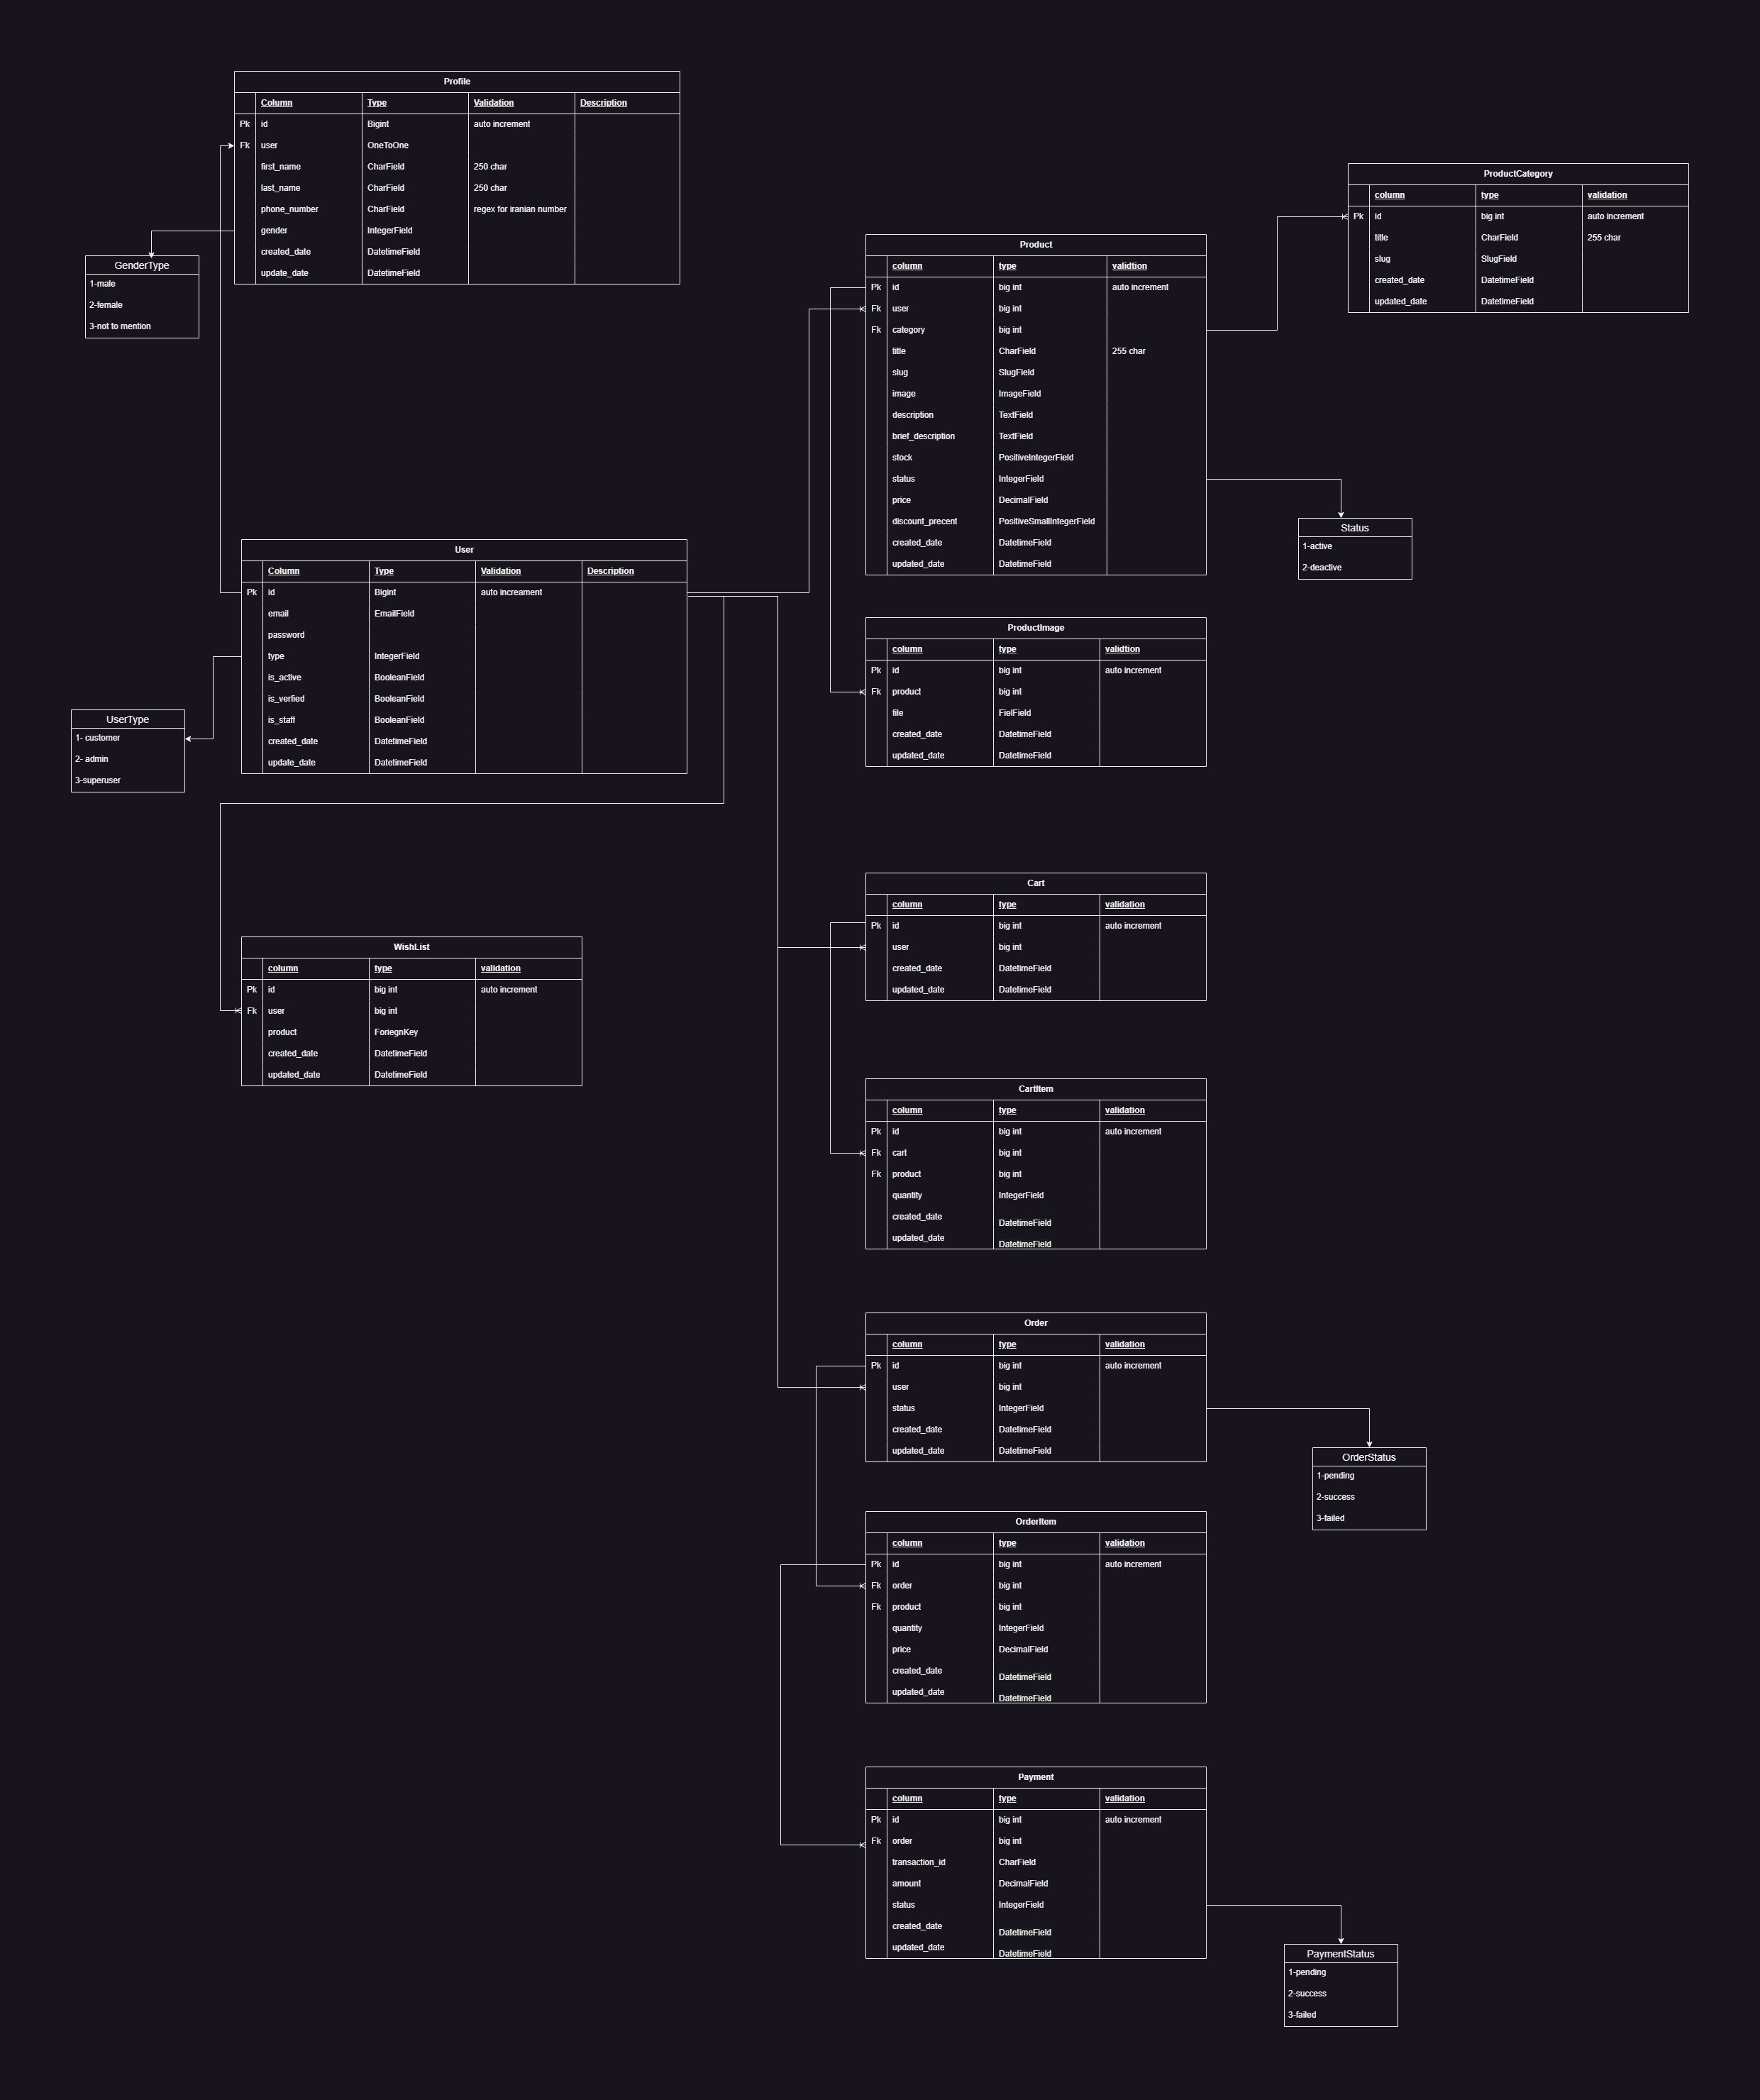 Profile
Column Type Validation Description
Pk id Bigint auto increment
Fk user OneToOne
first_name CharField 250 char
last_name CharField 250 char
phone_number CharField regex for iranian number
gender IntegerField
created_date DatetimeField
update_date DatetimeField
GenderType
1-male
2-female
3-not to mention
ProductCategory
column type validation
Pk id big int auto increment
title CharField 255 char
slug SlugField
created_date DatetimeField
updated_date DatetimeField
Product
column type validtion
Pk id big int auto increment
Fk user big int
Fk category big int
title CharField 255 char
slug SlugField
image ImageField
description TextField
brief_description TextField
stock PositiveIntegerField
status IntegerField
price DecimalField
discount_precent PositiveSmallIntegerField
created_date DatetimeField
updated_date DatetimeField
Status
1-active
2-deactive
User
Column Type Validation Description
Pk id Bigint auto increament
email EmailField
password
type IntegerField
is_active BooleanField
is_verfied BooleanField
is_staff BooleanField
created_date DatetimeField
update_date DatetimeField
UserType
1- customer
2- admin
3-superuser
ProductImage
column type validtion
Pk id big int auto increment
Fk product big int
file FielField
created_date DatetimeField
updated_date DatetimeField
WishList
column type validation
Pk id big int auto increment
Fk user big int
product ForiegnKey
created_date DatetimeField
updated_date DatetimeField
Cart
column type validation
Pk id big int auto increment
user big int
created_date DatetimeField
updated_date DatetimeField
CartItem
column type validation
Pk id big int auto increment
Fk cart big int
Fk product big int
quantity IntegerField
created_date DatetimeField
updated_date DatetimeField
Order
column type validation
Pk id big int auto increment
user big int
status IntegerField
created_date DatetimeField
updated_date DatetimeField
OrderStatus
1-pending
2-success
3-failed
OrderItem
column type validation
Pk id big int auto increment
Fk order big int
Fk product big int
quantity IntegerField
price DecimalField
created_date DatetimeField
updated_date DatetimeField
Payment
column type validation
Pk id big int auto increment
Fk order big int
transaction_id CharField
amount DecimalField
status IntegerField
created_date DatetimeField
updated_date DatetimeField
PaymentStatus
1-pending
2-success
3-failed